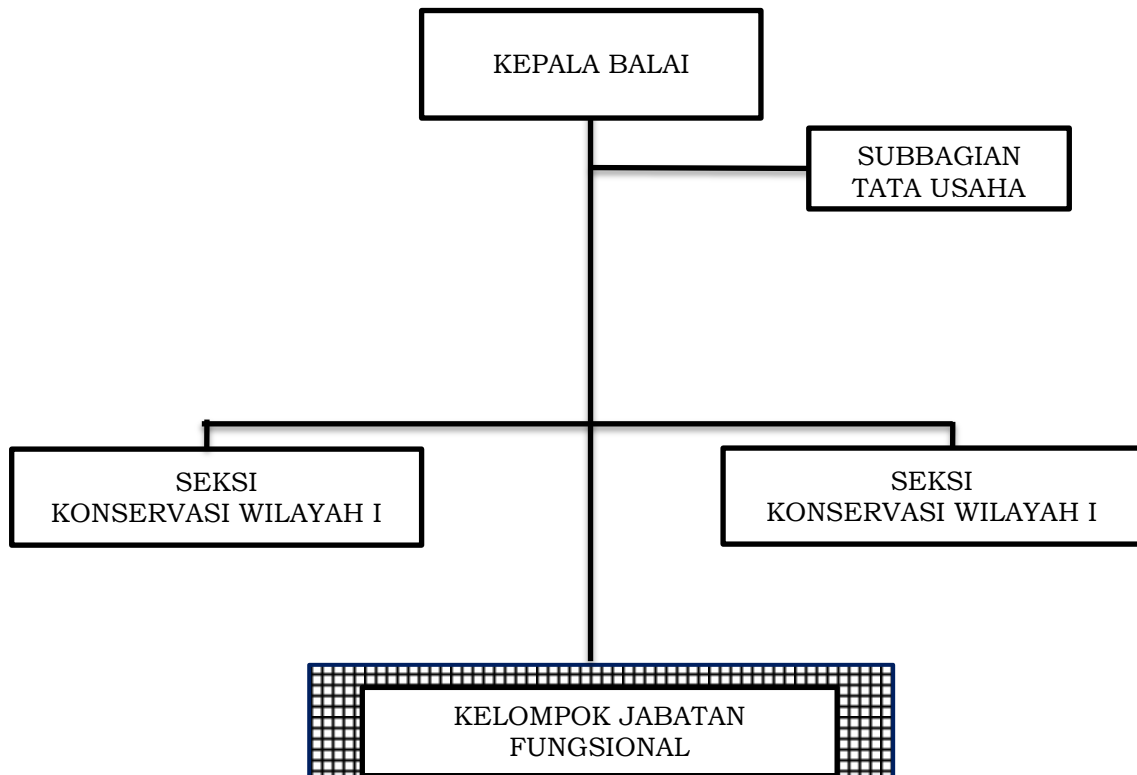 KEPALA BALAI
SUBBAGIAN
TATA USAHA
SEKSI
KONSERVASI WILAYAH I
SEKSI
KONSERVASI WILAYAH I
KELOMPOK JABATAN
FUNGSIONAL